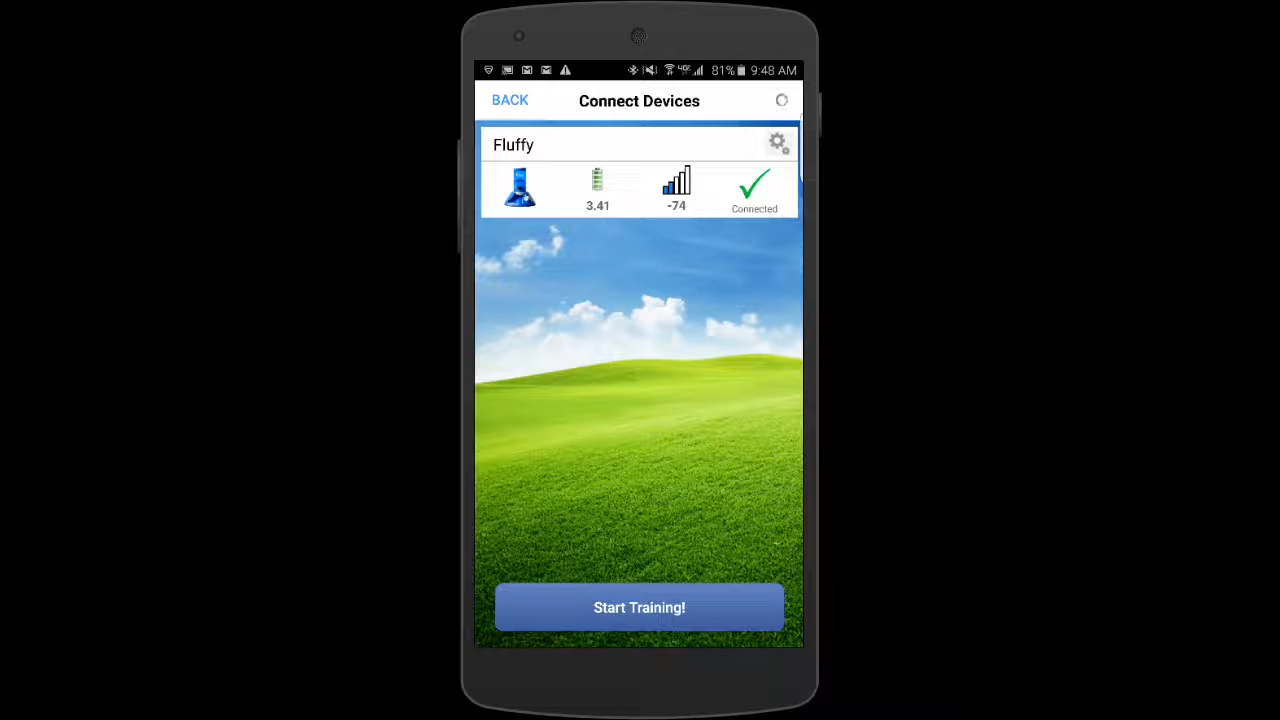 81% 9:48 AM
BACK Connect Devices
Fluffy
3.41 -74 Connected
Start Training!